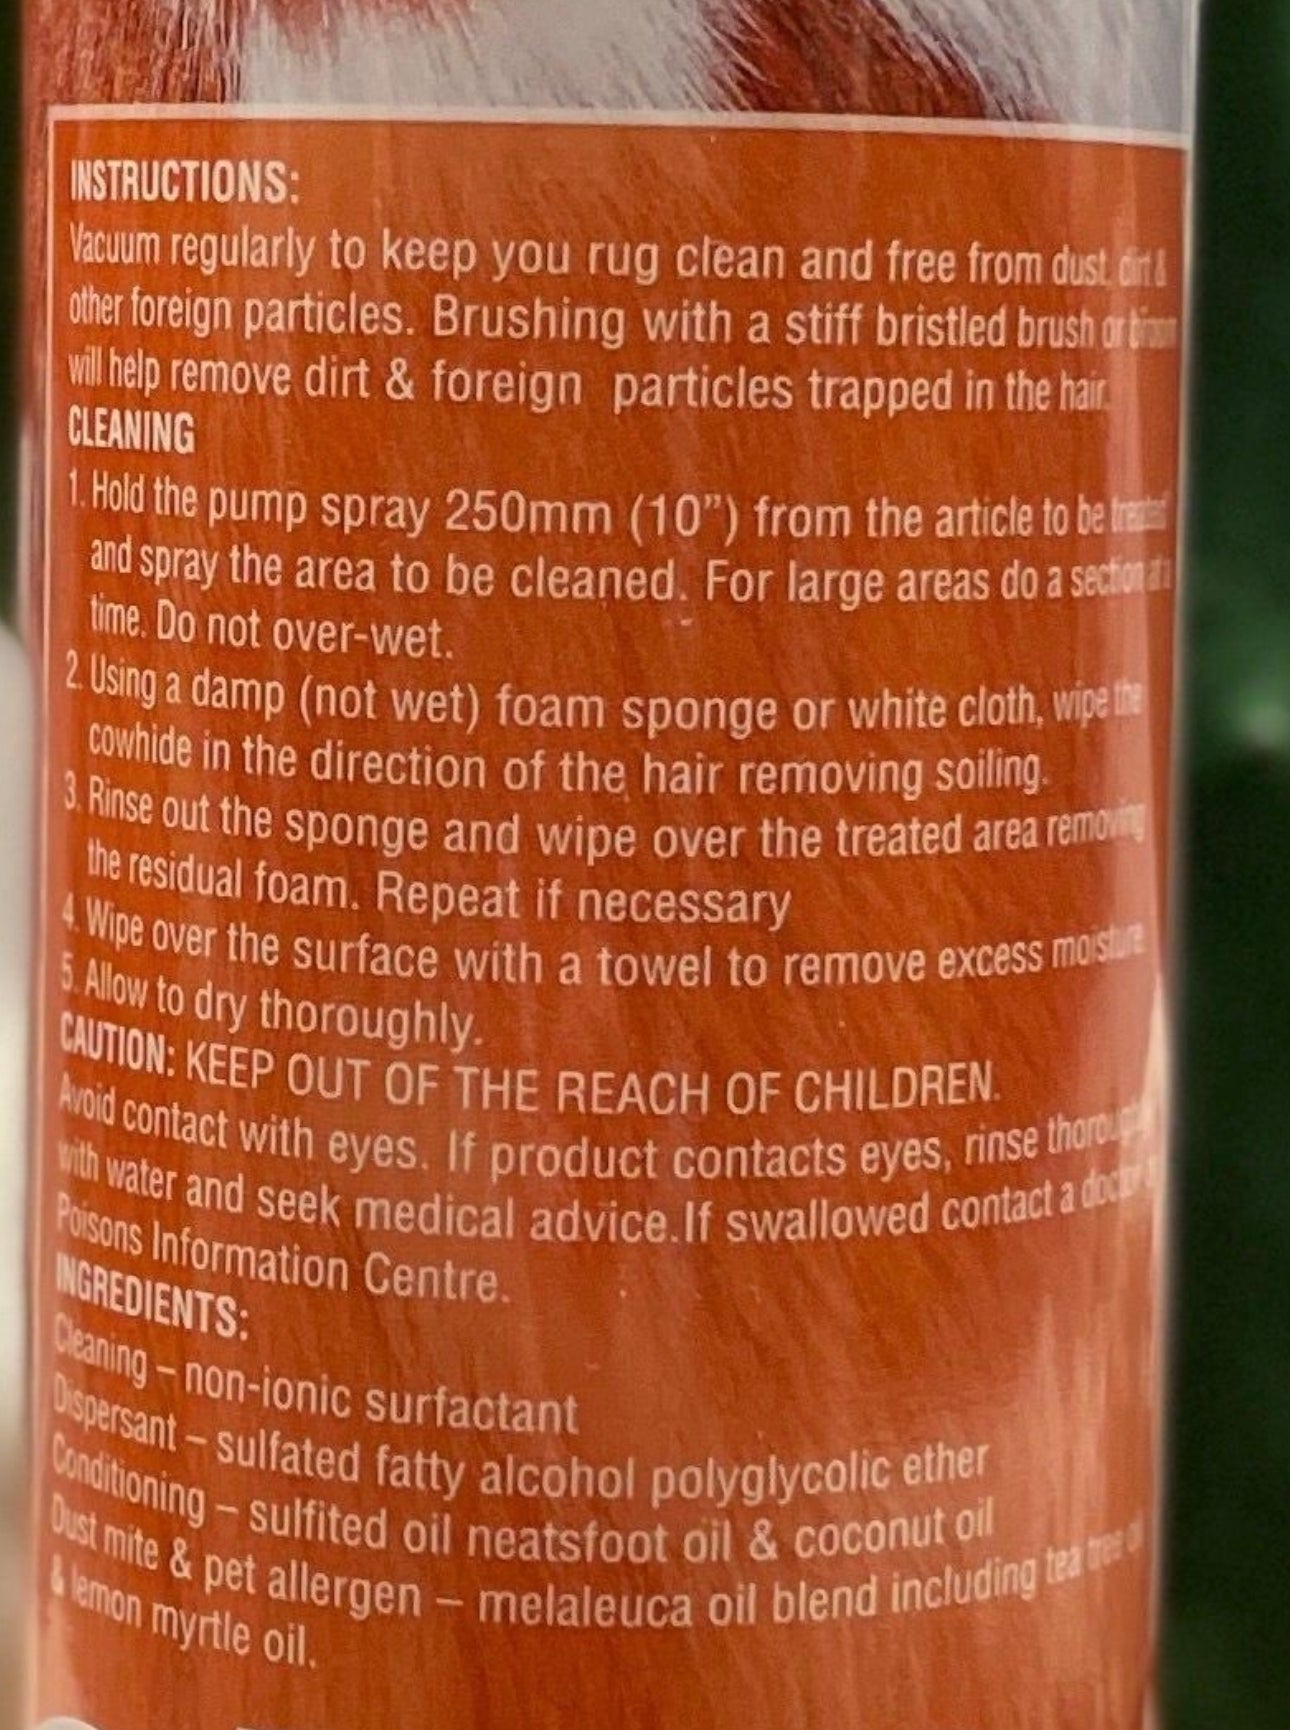 INSTRUCTIONS:
Vacuum regularly to keep you rug clean and free from dust, dirt &
other foreign particles. Brushing with a stiff bristled brush or broom
will help remove dirt & foreign particles trapped in the hair.
CLEANING
1. Hold the pump spray 250mm (10”) from the article to be treated
and spray the area to be cleaned. For large areas do a section at a
time. Do not over-wet.
2. Using a damp (not wet) foam sponge or white cloth, wipe the
cowhide in the direction of the hair removing soiling.
3. Rinse out the sponge and wipe over the treated area removing
the residual foam. Repeat if necessary
4. Wipe over the surface with a towel to remove excess moisture
5. Allow to dry thoroughly.
CAUTION: KEEP OUT OF THE REACH OF CHILDREN.
Avoid contact with eyes. If product contacts eyes, rinse thoroughly
with water and seek medical advice.If swallowed contact a doctor
Poisons Information Centre.
INGREDIENTS:
Cleaning – non-ionic surfactant
Dispersant – sulfated fatty alcohol polyglycolic ether
Conditioning – sulfited oil neatsfoot oil & coconut oil
Dust mite & pet allergen – melaleuca oil blend including tea tree oil
& lemon myrtle oil.